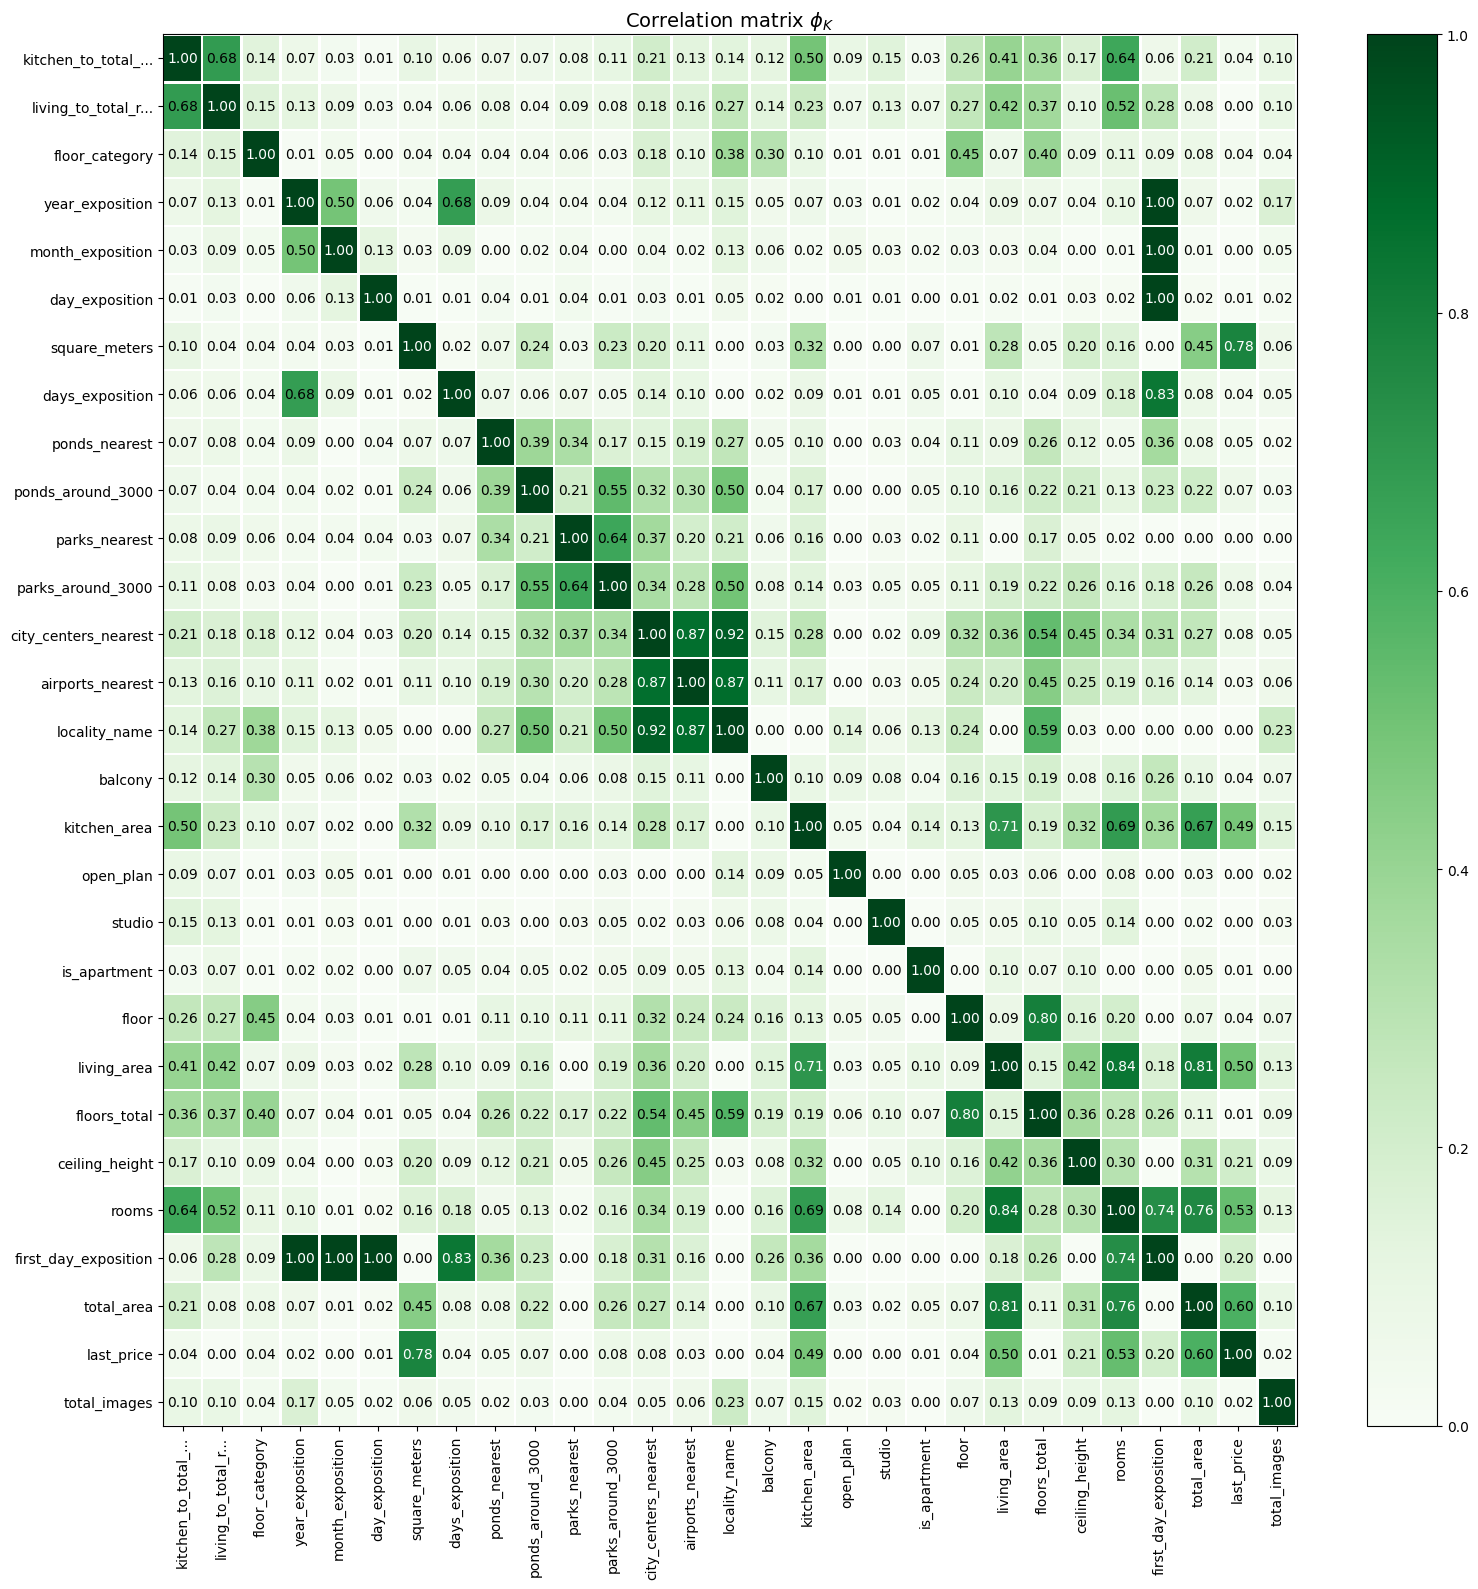 Correlation matrix ϕK
kitchen_to_total_... 1.00 0.68 0.14 0.07 0.03 0.01 0.10 0.06 0.07 0.07 0.08 0.11 0.21 0.13 0.14 0.12 0.50 0.09 0.15 0.03 0.26 0.41 0.36 0.17 0.64 0.06 0.21 0.04 0.10
living_to_total_r... 0.68 1.00 0.15 0.13 0.09 0.03 0.04 0.06 0.08 0.04 0.09 0.08 0.18 0.16 0.27 0.14 0.23 0.07 0.13 0.07 0.27 0.42 0.37 0.10 0.52 0.28 0.08 0.00 0.10
floor_category 0.14 0.15 1.00 0.01 0.05 0.00 0.04 0.04 0.04 0.04 0.06 0.03 0.18 0.10 0.38 0.30 0.10 0.01 0.01 0.01 0.45 0.07 0.40 0.09 0.11 0.09 0.08 0.04 0.04
year_exposition 0.07 0.13 0.01 1.00 0.50 0.06 0.04 0.68 0.09 0.04 0.04 0.04 0.12 0.11 0.15 0.05 0.07 0.03 0.01 0.02 0.04 0.09 0.07 0.04 0.10 1.00 0.07 0.02 0.17
month_exposition 0.03 0.09 0.05 0.50 1.00 0.13 0.03 0.09 0.00 0.02 0.04 0.00 0.04 0.02 0.13 0.06 0.02 0.05 0.03 0.02 0.03 0.03 0.04 0.00 0.01 1.00 0.01 0.00 0.05
day_exposition 0.01 0.03 0.00 0.06 0.13 1.00 0.01 0.01 0.04 0.01 0.04 0.01 0.03 0.01 0.05 0.02 0.00 0.01 0.01 0.00 0.01 0.02 0.01 0.03 0.02 1.00 0.02 0.01 0.02
square_meters 0.10 0.04 0.04 0.04 0.03 0.01 1.00 0.02 0.07 0.24 0.03 0.23 0.20 0.11 0.00 0.03 0.32 0.00 0.00 0.07 0.01 0.28 0.05 0.20 0.16 0.00 0.45 0.78 0.06
days_exposition 0.06 0.06 0.04 0.68 0.09 0.01 0.02 1.00 0.07 0.06 0.07 0.05 0.14 0.10 0.00 0.02 0.09 0.01 0.01 0.05 0.01 0.10 0.04 0.09 0.18 0.83 0.08 0.04 0.05
ponds_nearest 0.07 0.08 0.04 0.09 0.00 0.04 0.07 0.07 1.00 0.39 0.34 0.17 0.15 0.19 0.27 0.05 0.10 0.00 0.03 0.04 0.11 0.09 0.26 0.12 0.05 0.36 0.08 0.05 0.02
ponds_around_3000 0.07 0.04 0.04 0.04 0.02 0.01 0.24 0.06 0.39 1.00 0.21 0.55 0.32 0.30 0.50 0.04 0.17 0.00 0.00 0.05 0.10 0.16 0.22 0.21 0.13 0.23 0.22 0.07 0.03
parks_nearest 0.08 0.09 0.06 0.04 0.04 0.04 0.03 0.07 0.34 0.21 1.00 0.64 0.37 0.20 0.21 0.06 0.16 0.00 0.03 0.02 0.11 0.00 0.17 0.05 0.02 0.00 0.00 0.00 0.00
parks_around_3000 0.11 0.08 0.03 0.04 0.00 0.01 0.23 0.05 0.17 0.55 0.64 1.00 0.34 0.28 0.50 0.08 0.14 0.03 0.05 0.05 0.11 0.19 0.22 0.26 0.16 0.18 0.26 0.08 0.04
city_centers_nearest 0.21 0.18 0.18 0.12 0.04 0.03 0.20 0.14 0.15 0.32 0.37 0.34 1.00 0.87 0.92 0.15 0.28 0.00 0.02 0.09 0.32 0.36 0.54 0.45 0.34 0.31 0.27 0.08 0.05
airports_nearest 0.13 0.16 0.10 0.11 0.02 0.01 0.11 0.10 0.19 0.30 0.20 0.28 0.87 1.00 0.87 0.11 0.17 0.00 0.03 0.05 0.24 0.20 0.45 0.25 0.19 0.16 0.14 0.03 0.06
locality_name 0.14 0.27 0.38 0.15 0.13 0.05 0.00 0.00 0.27 0.50 0.21 0.50 0.92 0.87 1.00 0.00 0.00 0.14 0.06 0.13 0.24 0.00 0.59 0.03 0.00 0.00 0.00 0.00 0.23
balcony 0.12 0.14 0.30 0.05 0.06 0.02 0.03 0.02 0.05 0.04 0.06 0.08 0.15 0.11 0.00 1.00 0.10 0.09 0.08 0.04 0.16 0.15 0.19 0.08 0.16 0.26 0.10 0.04 0.07
kitchen_area 0.50 0.23 0.10 0.07 0.02 0.00 0.32 0.09 0.10 0.17 0.16 0.14 0.28 0.17 0.00 0.10 1.00 0.05 0.04 0.14 0.13 0.71 0.19 0.32 0.69 0.36 0.67 0.49 0.15
open_plan 0.09 0.07 0.01 0.03 0.05 0.01 0.00 0.01 0.00 0.00 0.00 0.03 0.00 0.00 0.14 0.09 0.05 1.00 0.00 0.00 0.05 0.03 0.06 0.00 0.08 0.00 0.03 0.00 0.02
studio 0.15 0.13 0.01 0.01 0.03 0.01 0.00 0.01 0.03 0.00 0.03 0.05 0.02 0.03 0.06 0.08 0.04 0.00 1.00 0.00 0.05 0.05 0.10 0.05 0.14 0.00 0.02 0.00 0.03
is_apartment 0.03 0.07 0.01 0.02 0.02 0.00 0.07 0.05 0.04 0.05 0.02 0.05 0.09 0.05 0.13 0.04 0.14 0.00 0.00 1.00 0.00 0.10 0.07 0.10 0.00 0.00 0.05 0.01 0.00
floor 0.26 0.27 0.45 0.04 0.03 0.01 0.01 0.01 0.11 0.10 0.11 0.11 0.32 0.24 0.24 0.16 0.13 0.05 0.05 0.00 1.00 0.09 0.80 0.16 0.20 0.00 0.07 0.04 0.07
living_area 0.41 0.42 0.07 0.09 0.03 0.02 0.28 0.10 0.09 0.16 0.00 0.19 0.36 0.20 0.00 0.15 0.71 0.03 0.05 0.10 0.09 1.00 0.15 0.42 0.84 0.18 0.81 0.50 0.13
floors_total 0.36 0.37 0.40 0.07 0.04 0.01 0.05 0.04 0.26 0.22 0.17 0.22 0.54 0.45 0.59 0.19 0.19 0.06 0.10 0.07 0.80 0.15 1.00 0.36 0.28 0.26 0.11 0.01 0.09
ceiling_height 0.17 0.10 0.09 0.04 0.00 0.03 0.20 0.09 0.12 0.21 0.05 0.26 0.45 0.25 0.03 0.08 0.32 0.00 0.05 0.10 0.16 0.42 0.36 1.00 0.30 0.00 0.31 0.21 0.09
rooms 0.64 0.52 0.11 0.10 0.01 0.02 0.16 0.18 0.05 0.13 0.02 0.16 0.34 0.19 0.00 0.16 0.69 0.08 0.14 0.00 0.20 0.84 0.28 0.30 1.00 0.74 0.76 0.53 0.13
first_day_exposition 0.06 0.28 0.09 1.00 1.00 1.00 0.00 0.83 0.36 0.23 0.00 0.18 0.31 0.16 0.00 0.26 0.36 0.00 0.00 0.00 0.00 0.18 0.26 0.00 0.74 1.00 0.00 0.20 0.00
total_area 0.21 0.08 0.08 0.07 0.01 0.02 0.45 0.08 0.08 0.22 0.00 0.26 0.27 0.14 0.00 0.10 0.67 0.03 0.02 0.05 0.07 0.81 0.11 0.31 0.76 0.00 1.00 0.60 0.10
last_price 0.04 0.00 0.04 0.02 0.00 0.01 0.78 0.04 0.05 0.07 0.00 0.08 0.08 0.03 0.00 0.04 0.49 0.00 0.00 0.01 0.04 0.50 0.01 0.21 0.53 0.20 0.60 1.00 0.02
total_images 0.10 0.10 0.04 0.17 0.05 0.02 0.06 0.05 0.02 0.03 0.00 0.04 0.05 0.06 0.23 0.07 0.15 0.02 0.03 0.00 0.07 0.13 0.09 0.09 0.13 0.00 0.10 0.02 1.00
kitchen_to_total_...
living_to_total_r...
floor_category
year_exposition
month_exposition
day_exposition
square_meters
days_exposition
ponds_nearest
ponds_around_3000
parks_nearest
parks_around_3000
city_centers_nearest
airports_nearest
locality_name
balcony
kitchen_area
open_plan
studio
is_apartment
floor
living_area
floors_total
ceiling_height
rooms
first_day_exposition
total_area
last_price
total_images
1.0
0.8
0.6
0.4
0.2
0.0